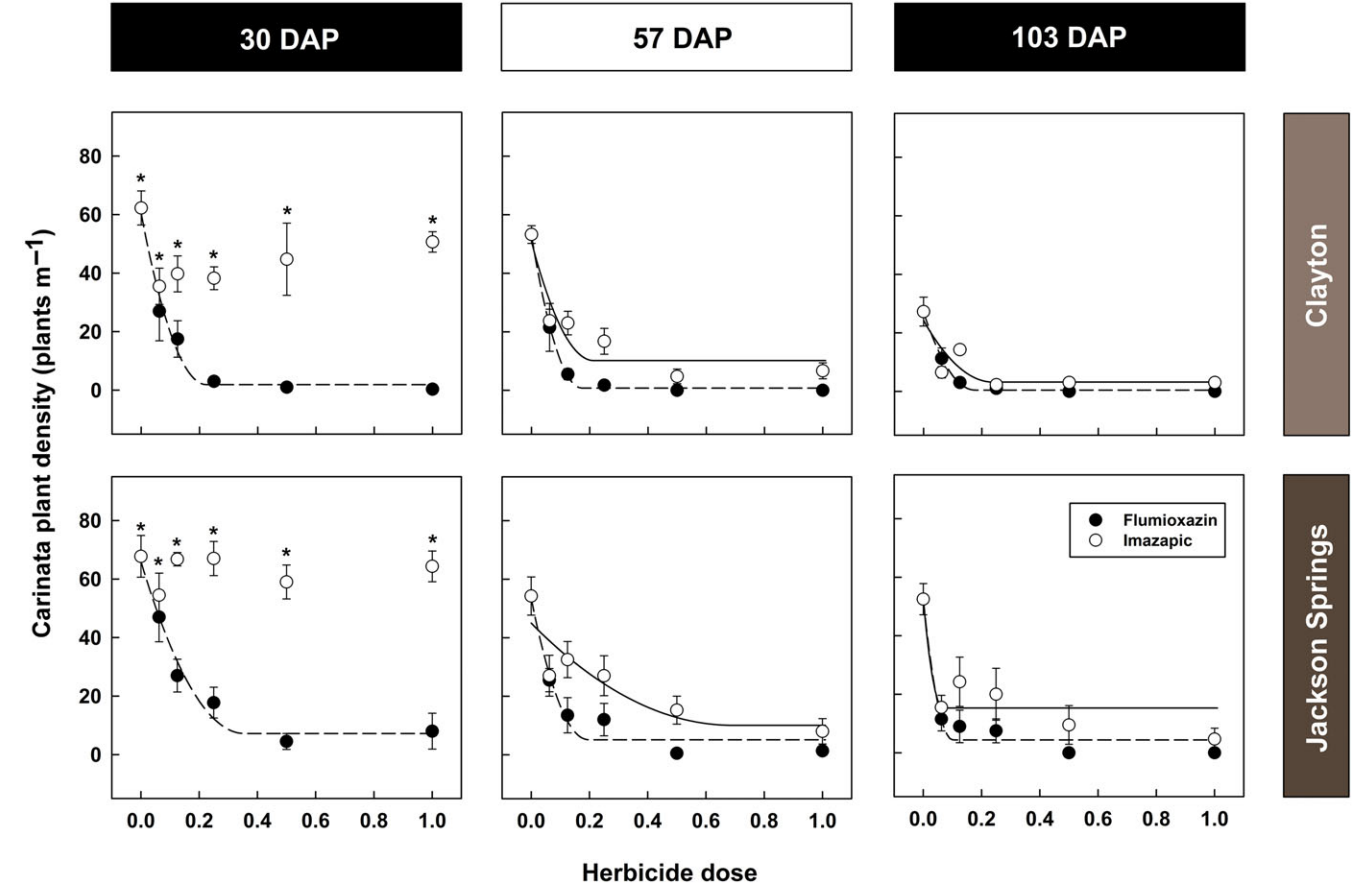 30 DAP
57 DAP
103 DAP
Clayton
Jackson Springs
Carinata plant density (plants m−1)
80
60
40
20
0
* * * * * *
80
60
40
20
0
* * * * * *
Flumioxazin
Imazapic
0.0 0.2 0.4 0.6 0.8 1.0
0.0 0.2 0.4 0.6 0.8 1.0
0.0 0.2 0.4 0.6 0.8 1.0
Herbicide dose